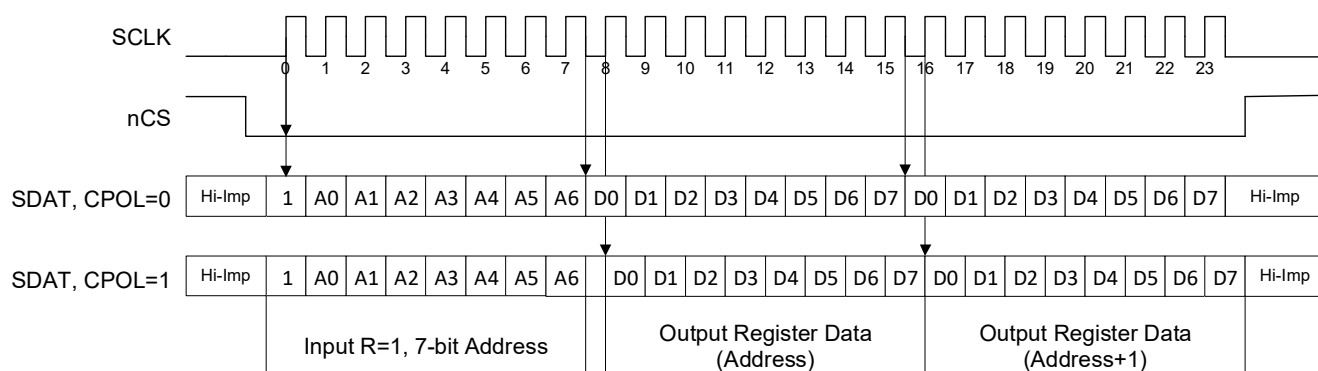 SCLK
0 1 2 3 4 5 6 7 8 9 10 11 12 13 14 15 16 17 18 19 20 21 22 23
nCS
SDAT, CPOL=0 Hi-Imp 1 A0 A1 A2 A3 A4 A5 A6 D0 D1 D2 D3 D4 D5 D6 D7 D0 D1 D2 D3 D4 D5 D6 D7 Hi-Imp
SDAT, CPOL=1 Hi-Imp 1 A0 A1 A2 A3 A4 A5 A6 D0 D1 D2 D3 D4 D5 D6 D7 D0 D1 D2 D3 D4 D5 D6 D7 Hi-Imp
Input R=1, 7-bit Address
Output Register Data
(Address)
Output Register Data
(Address+1)